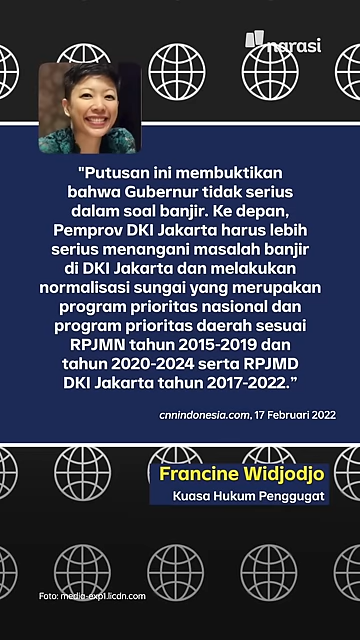 narasi
"Putusan ini membuktikan
bahwa Gubernur tidak serius
dalam soal banjir. Ke depan,
Pemprov DKI Jakarta harus lebih
serius menangani masalah banjir
di DKI Jakarta dan melakukan
normalisasi sungai yang merupakan
program prioritas nasional dan
program prioritas daerah sesuai
RPJMN tahun 2015-2019 dan
tahun 2020-2024 serta RPJMD
DKI Jakarta tahun 2017-2022."
cnnindonesia.com, 17 Februari 2022
Francine Widjodjo
Kuasa Hukum Penggugat
Foto: media-exp1.licdn.com